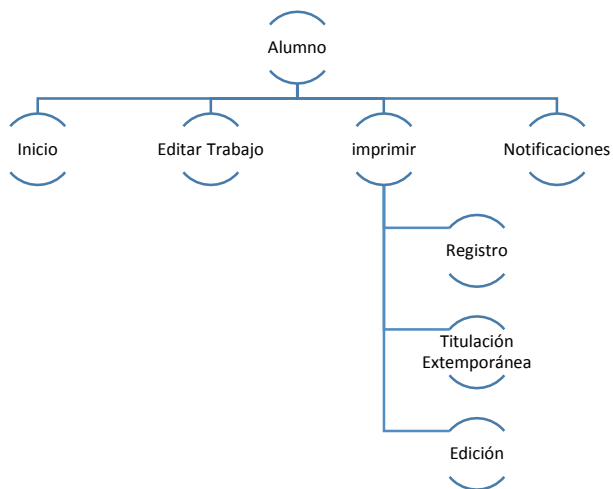 Alumno
Inicio
Editar Trabajo
imprimir
Notificaciones
Registro
Titulación
Extemporánea
Edición